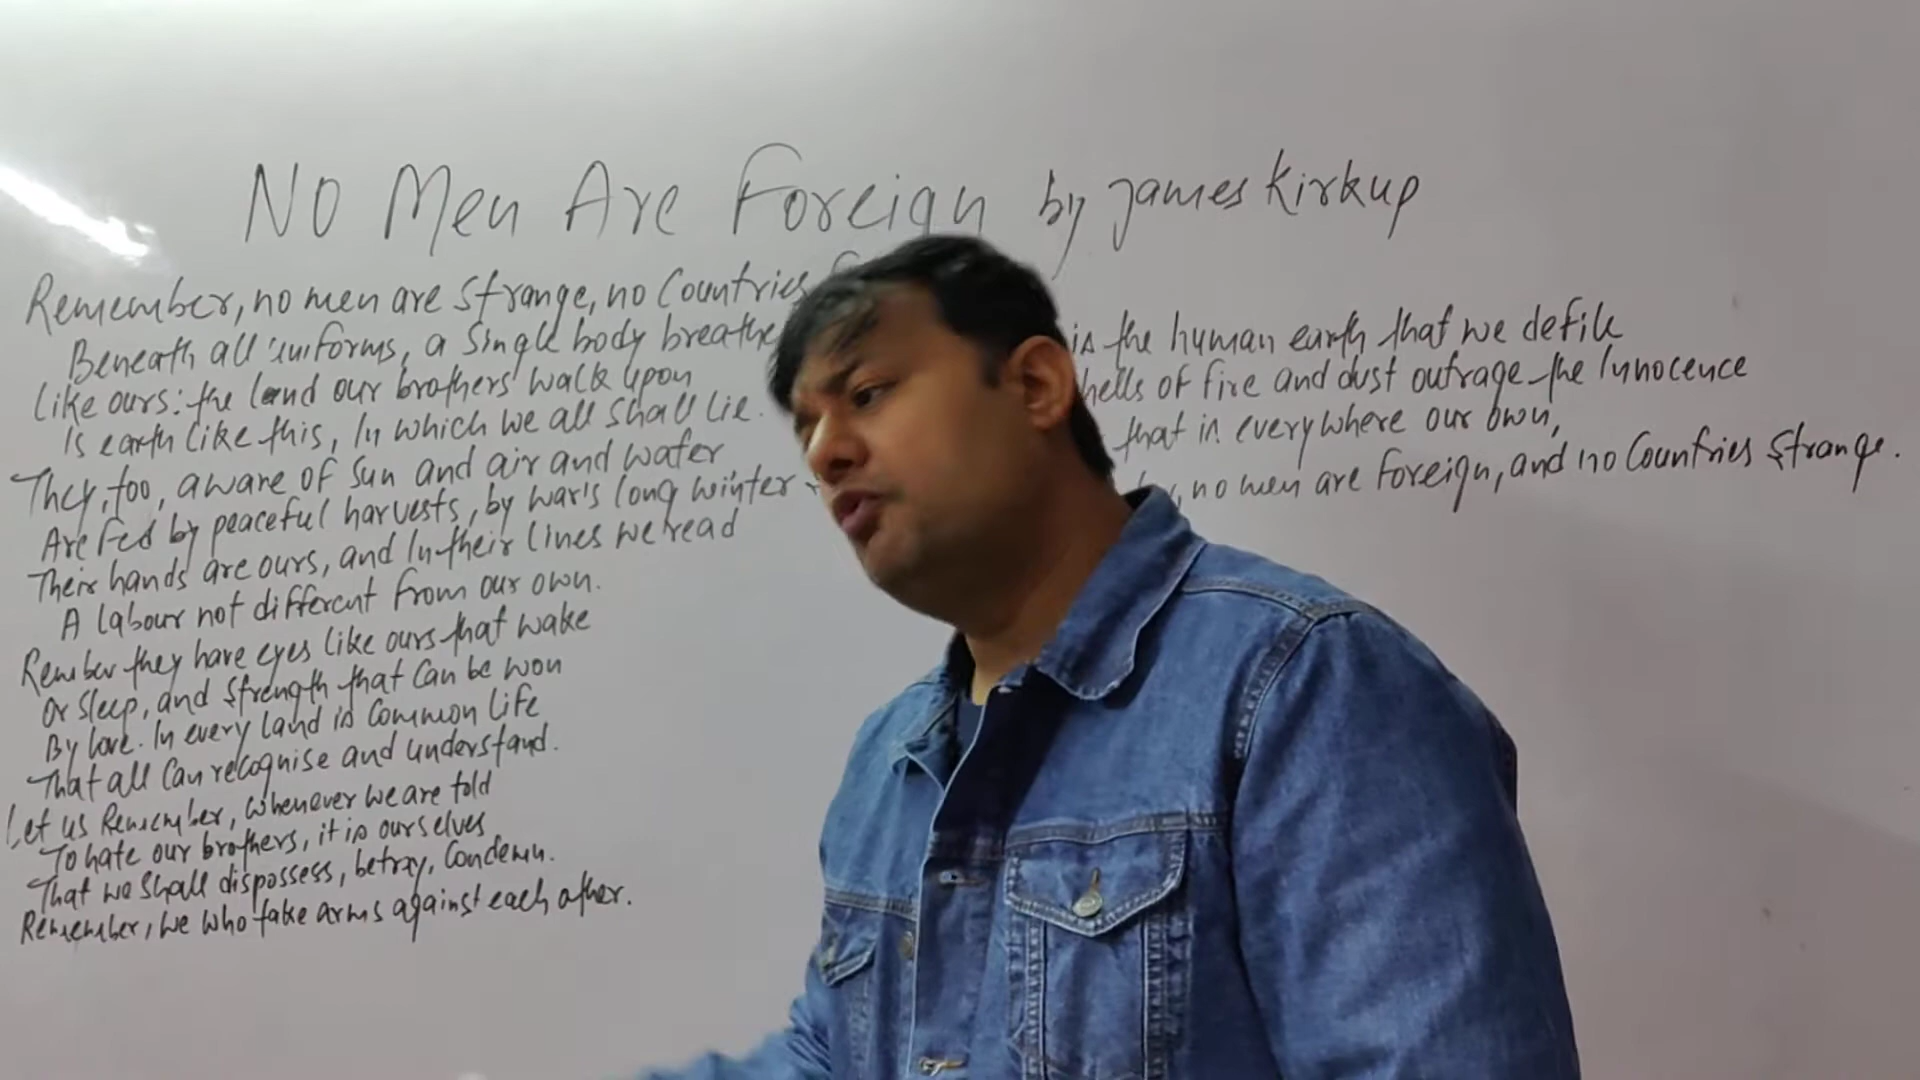 No Men Are Foreign by James Kirkup
Remember, no men are strange, no Countries
Beneath all uniforms, a single body breathe
Like ours: the land our brothers' walk upon
Is earth like this, In which we all shall Lie.
They, too, aware of sun and air and water
Are fed by peaceful harvests, by war's long winter
Their hands are ours, and In their lines we read
A labour not different from our own.
Rember they have eyes like ours that wake
Or sleep, and strength that can be won
By love. In every land is Common Life
That all Can recognise and understand.
Let us Remember, whenever we are told
To hate our brothers, it is ourselves
That we shall dispossess, betray, Condemn.
Remember, we who take arms against each other.
is the human earth that we defile
hells of fire and dust outrage the Innocence
that is everywhere our own,
no men are foreign, and no Countries strange.